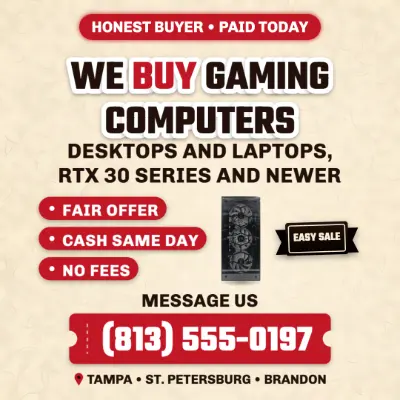 HONEST BUYER • PAID TODAY
WE BUY GAMING
COMPUTERS
DESKTOPS AND LAPTOPS,
RTX 30 SERIES AND NEWER
• FAIR OFFER
• CASH SAME DAY
• NO FEES
EASY SALE
MESSAGE US
(813) 555-0197
TAMPA • ST. PETERSBURG • BRANDON